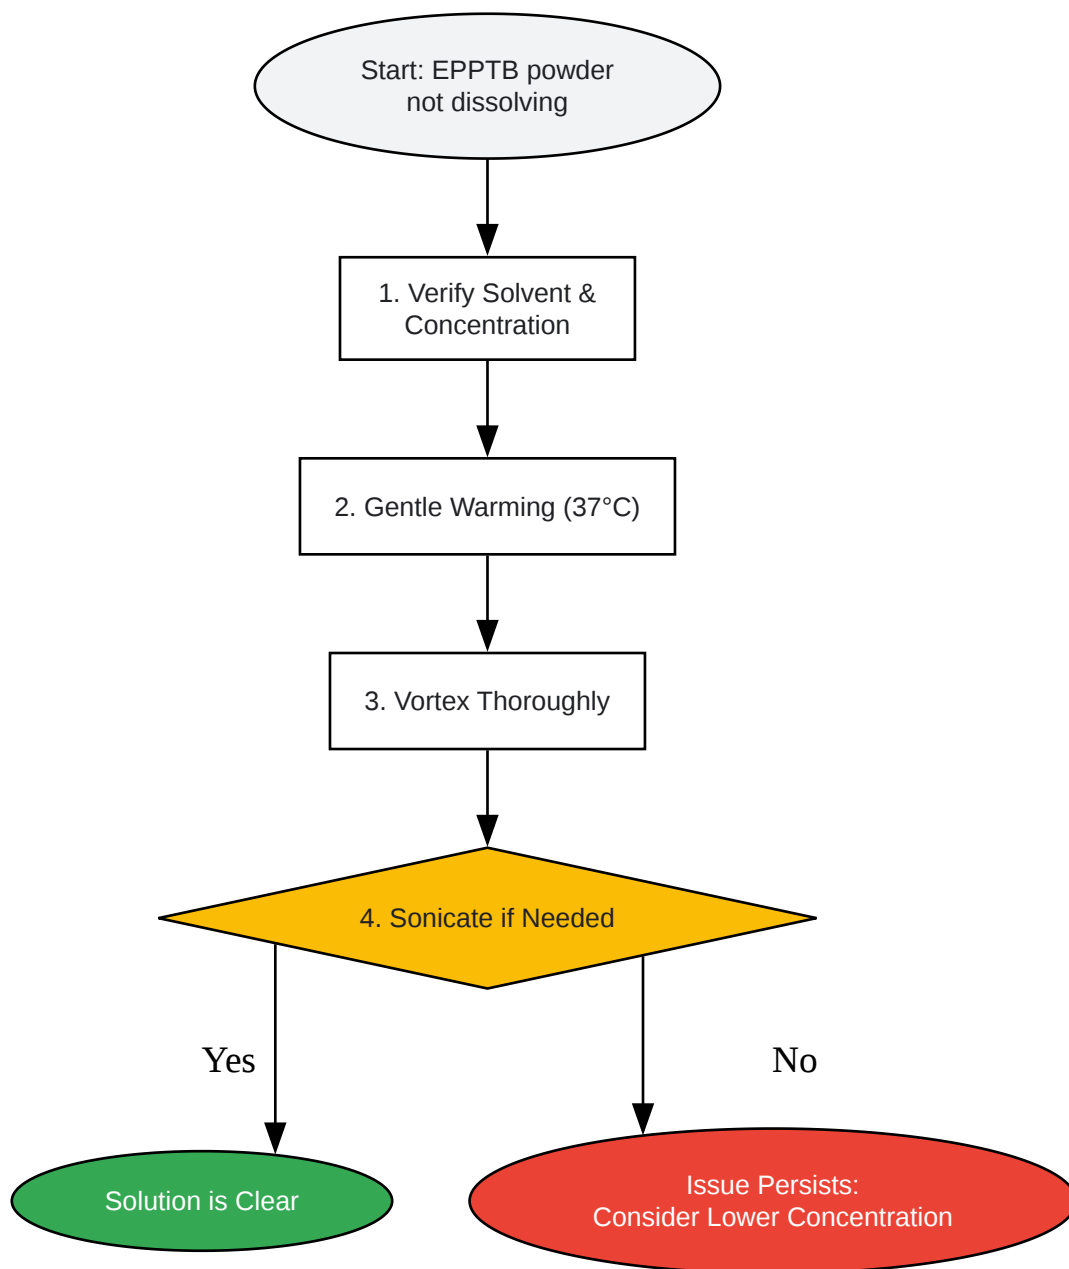 Start: EPPTB powder
not dissolving
1. Verify Solvent &
Concentration
2. Gentle Warming (37°C)
3. Vortex Thoroughly
4. Sonicate if Needed
Yes
No
Solution is Clear
Issue Persists:
Consider Lower Concentration